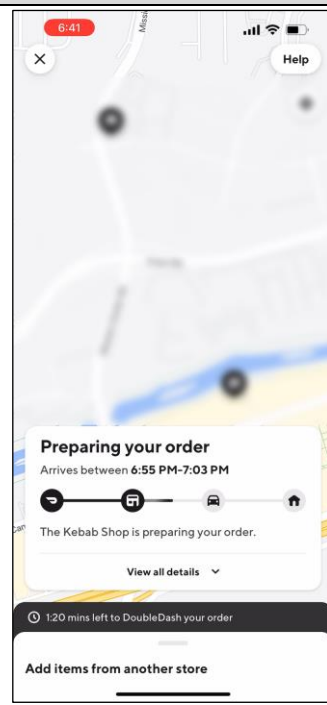 6:41
Missi
Help
Preparing your order
Arrives between 6:55 PM-7:03 PM
The Kebab Shop is preparing your order.
View all details
1:20 mins left to DoubleDash your order
Add items from another store